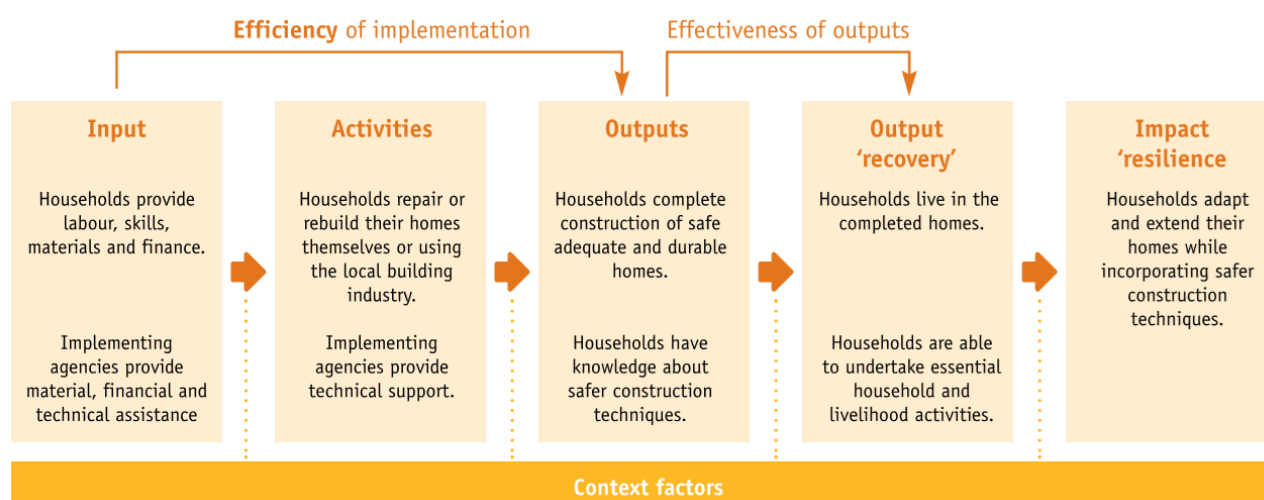 Efficiency of implementation
Effectiveness of outputs
Input
Households provide
labour, skills,
materials and finance.
Implementing
agencies provide
material, financial and
technical assistance
Activities
Households repair or
rebuild their homes
themselves or using
the local building
industry.
Implementing
agencies provide
technical support.
Outputs
Households complete
construction of safe
adequate and durable
homes.
Households have
knowledge about
safer construction
techniques.
Output
‘recovery’
Households live in the
completed homes.
Households are able
to undertake essential
household and
livelihood activities.
Impact
‘resilience
Households adapt
and extend their
homes while
incorporating safer
construction
techniques.
Context factors